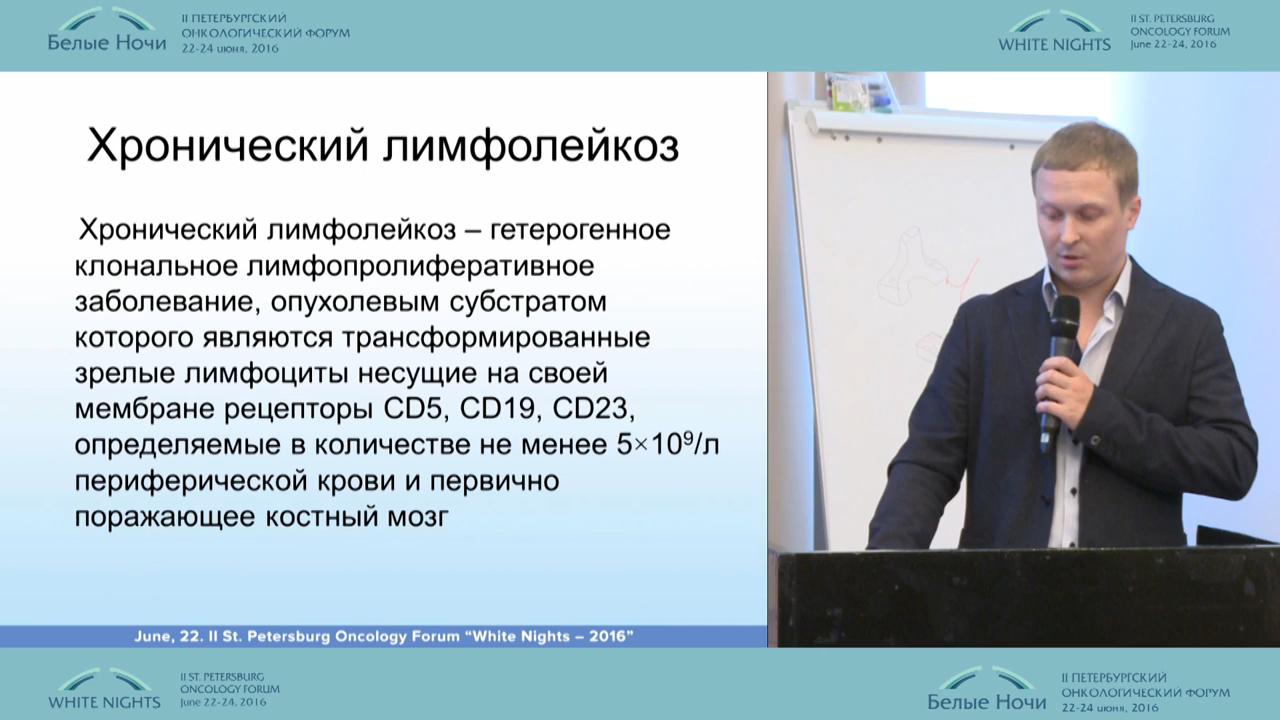 Белые Ночи
II ПЕТЕРБУРГСКИЙ
ОНКОЛОГИЧЕСКИЙ ФОРУМ
22-24 июня, 2016
WHITE NIGHTS
II ST. PETERSBURG
ONCOLOGY FORUM
June 22-24, 2016
Хронический лимфолейкоз
Хронический лимфолейкоз – гетерогенное
клональное лимфопролиферативное
заболевание, опухолевым субстратом
которого являются трансформированные
зрелые лимфоциты несущие на своей
мембране рецепторы CD5, CD19, CD23,
определяемые в количестве не менее 5×10⁹/л
периферической крови и первично
поражающее костный мозг
June, 22. II St. Petersburg Oncology Forum “White Nights – 2016”
WHITE NIGHTS
II ST. PETERSBURG
ONCOLOGY FORUM
June 22-24, 2016
Белые Ночи
II ПЕТЕРБУРГСКИЙ
ОНКОЛОГИЧЕСКИЙ ФОРУМ
22-24 июня, 2016